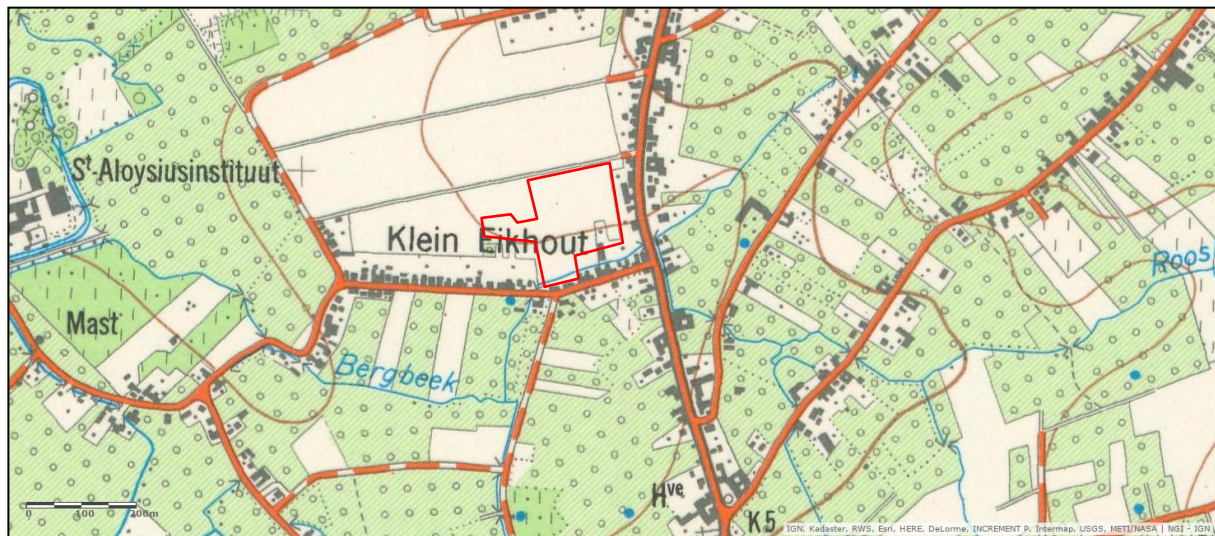 St-Aloysiusinstituut
Klein Eikhout
Roos
Mast
Bergbeek
Hve
K5
0 100 200m
IGN, Kadaster, RWS, Esri, HERE, DeLorme, INCREMENT P, Intermap, USGS, METI/NASA | NGI - IGN